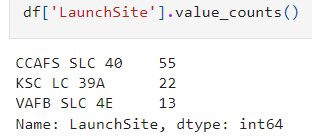 df['LaunchSite'].value_counts()
CCAFS SLC 40    55
KSC LC 39A      22
VAFB SLC 4E     13
Name: LaunchSite, dtype: int64